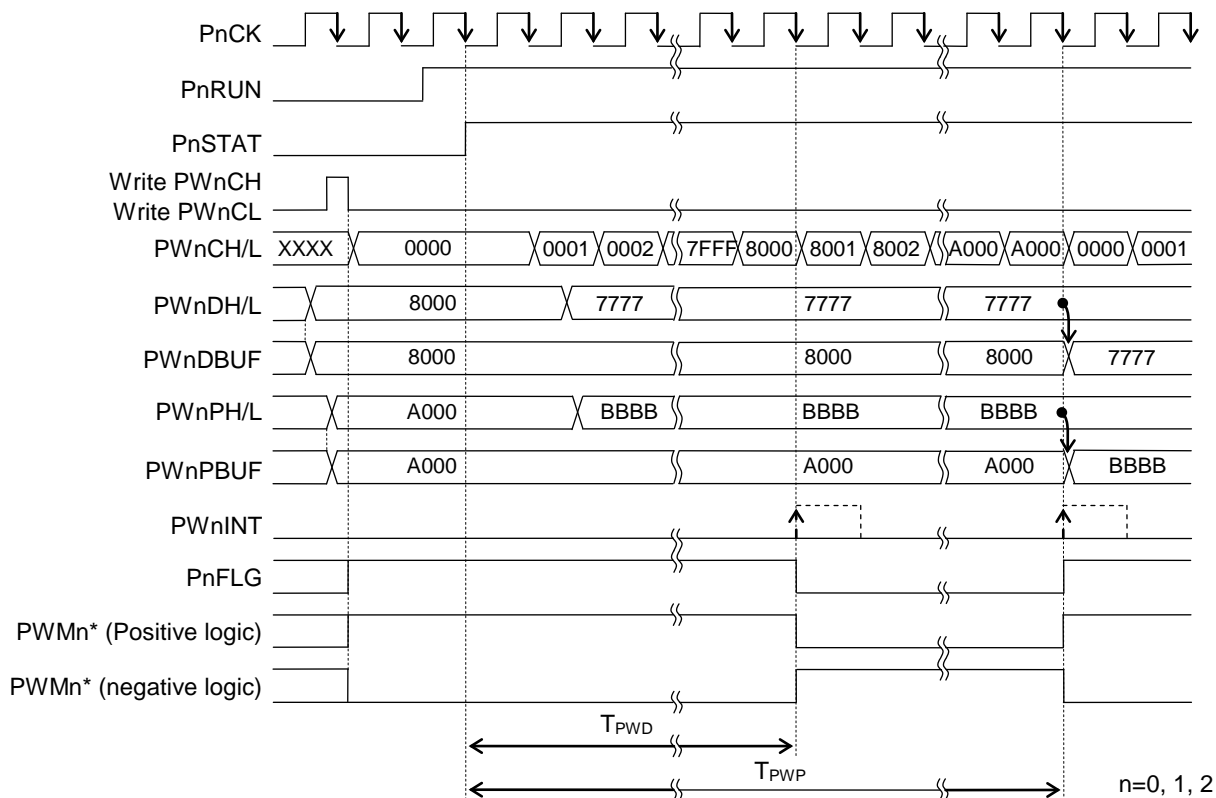 PnCK
PnRUN
PnSTAT
Write PWnCH
Write PWnCL
PWnCH/L XXXX 0000 0001 0002 7FFF 8000 8001 8002 A000 A000 0000 0001
PWnDH/L 8000 7777 7777 7777
PWnDBUF 8000 8000 8000 7777
PWnPH/L A000 BBBB BBBB BBBB
PWnPBUF A000 A000 A000 BBBB
PWnINT
PnFLG
PWMn* (Positive logic)
PWMn* (negative logic)
TPWD
TPWP
n=0, 1, 2